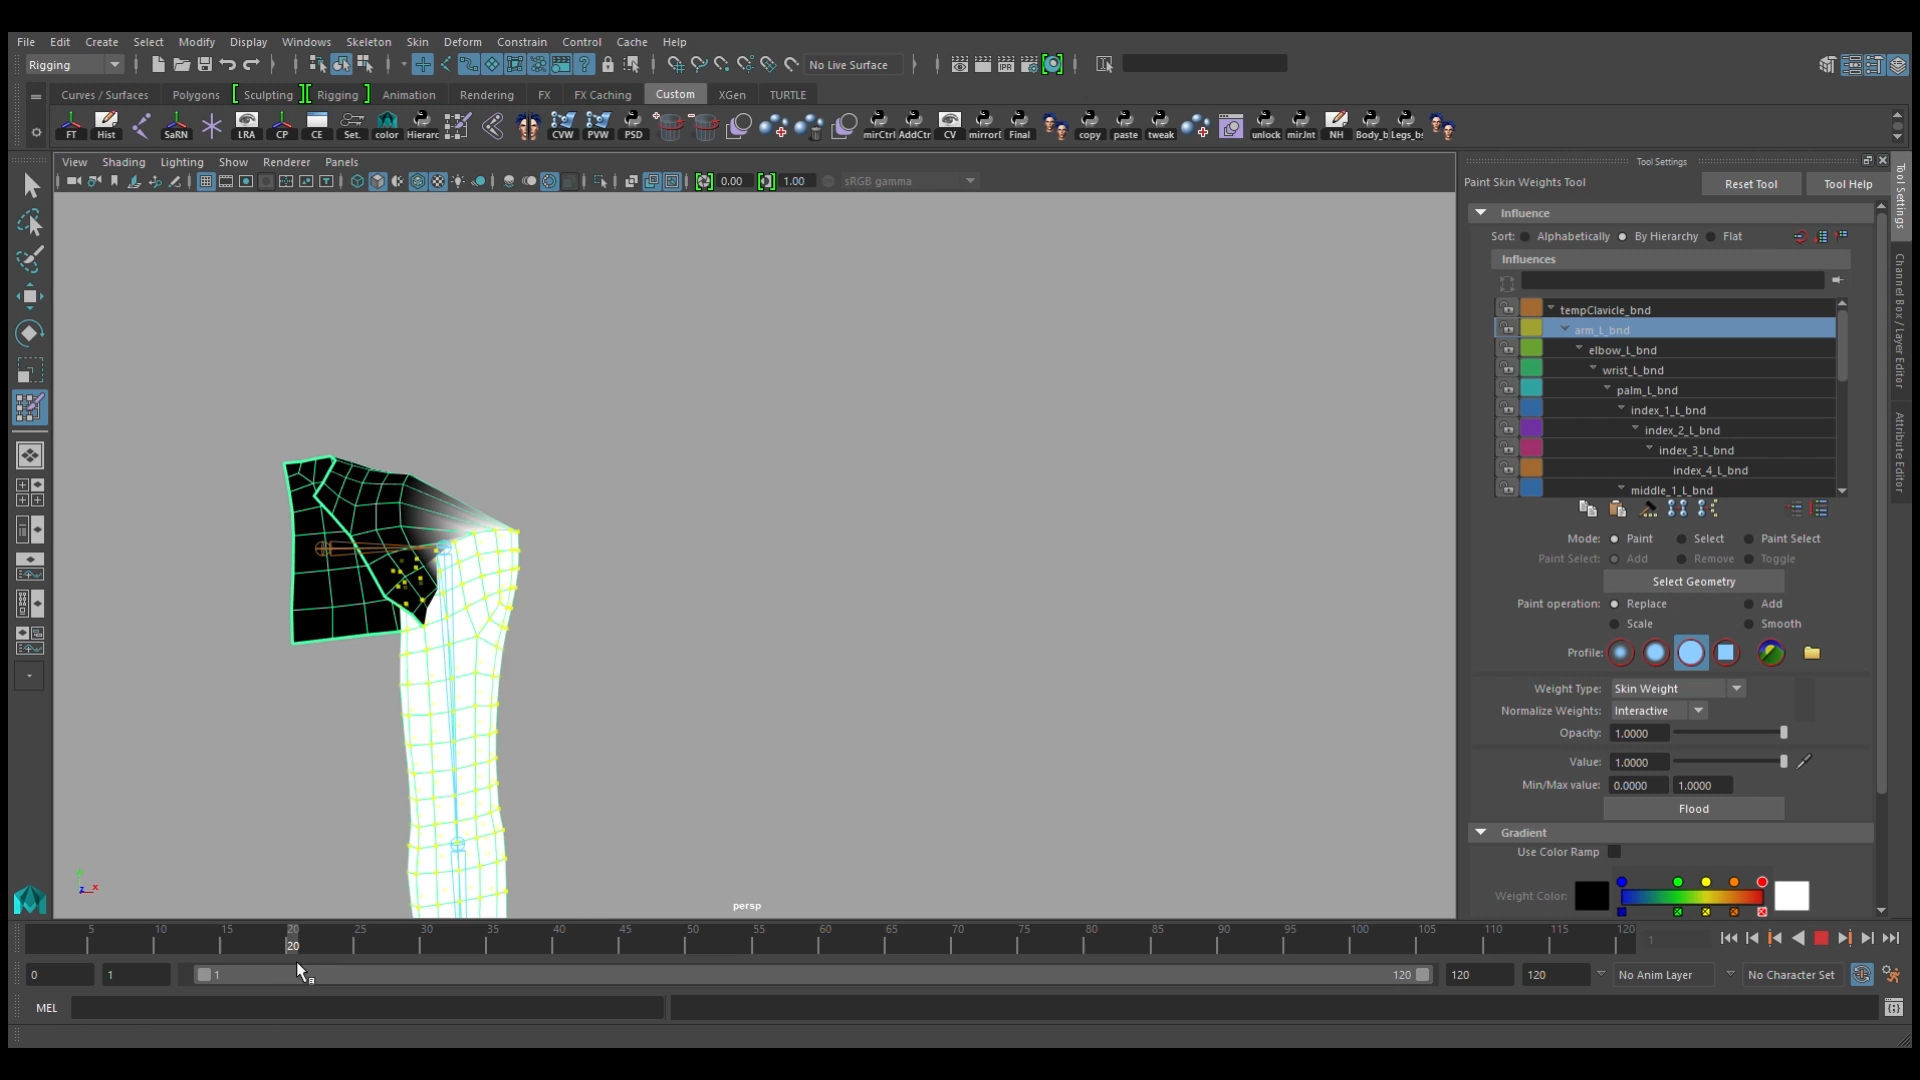 File Edit Create Select Modify Display Windows Skeleton Skin Deform Constrain Control Cache Help
Rigging No Live Surface
Curves / Surfaces Polygons Sculpting Rigging Animation Rendering FX FX Caching Custom XGen TURTLE
FT Hist SaRN LRA CP CE Set. color Hierarc CVW PVW PSD mirCtrl AddCtr CV mirrorl Final copy paste tweak unlock mirJnt NH Body_b Legs_b
View Shading Lighting Show Renderer Panels
0.00 1.00 sRGB gamma
persp
Tool Settings
Paint Skin Weights Tool Reset Tool Tool Help
Influence
Sort: Alphabetically By Hierarchy Flat
Influences
tempClavicle_bnd
arm_L_bnd
elbow_L_bnd
wrist_L_bnd
palm_L_bnd
index_1_L_bnd
index_2_L_bnd
index_3_L_bnd
index_4_L_bnd
middle_1_L_bnd
Mode: Paint Select Paint Select
Paint Select: Add Remove Toggle
Select Geometry
Paint operation: Replace Add
Scale Smooth
Profile:
Weight Type: Skin Weight
Normalize Weights: Interactive
Opacity: 1.0000
Value: 1.0000
Min/Max value: 0.0000 1.0000
Flood
Gradient
Use Color Ramp
Weight Color:
Tool Settings
Channel Box / Layer Editor
Attribute Editor
5 10 15 20 25 30 35 40 45 50 55 60 65 70 75 80 85 90 95 100 105 110 115 120
20 1
0 1 1 120 120 120 No Anim Layer No Character Set
MEL